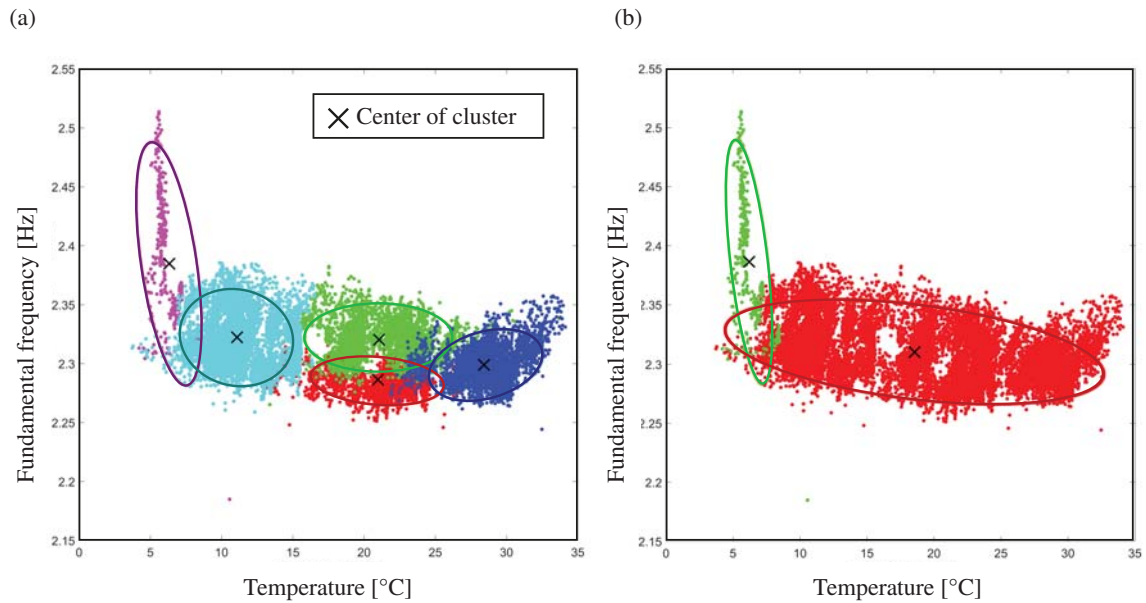 (a)
(b)
2.55
2.5
2.45
2.4
2.35
2.3
2.25
2.2
2.15
0 5 10 15 20 25 30 35
Fundamental frequency [Hz]
Temperature [°C]
Center of cluster
2.55
2.5
2.45
2.4
2.35
2.3
2.25
2.2
2.15
0 5 10 15 20 25 30 35
Fundamental frequency [Hz]
Temperature [°C]